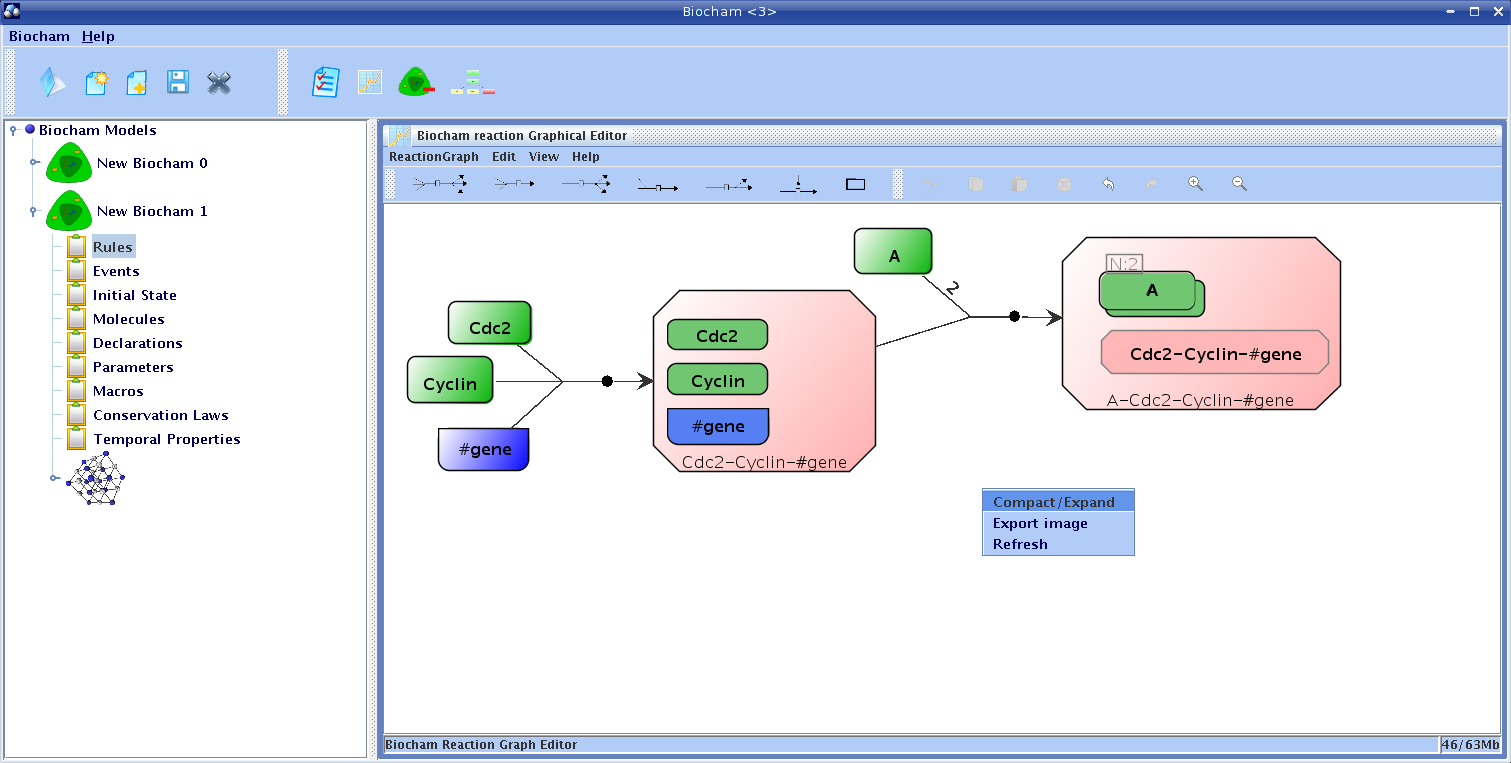 Biocham <3>
Biocham Help
Biocham Models
New Biocham 0
New Biocham 1
Rules
Events
Initial State
Molecules
Declarations
Parameters
Macros
Conservation Laws
Temporal Properties
Biocham reaction Graphical Editor
ReactionGraph Edit View Help
Cdc2
Cyclin
#gene
Cdc2
Cyclin
#gene
Cdc2-Cyclin-#gene
A
2
N:2
A
Cdc2-Cyclin-#gene
A-Cdc2-Cyclin-#gene
Compact/Expand
Export image
Refresh
Biocham Reaction Graph Editor
46/63Mb